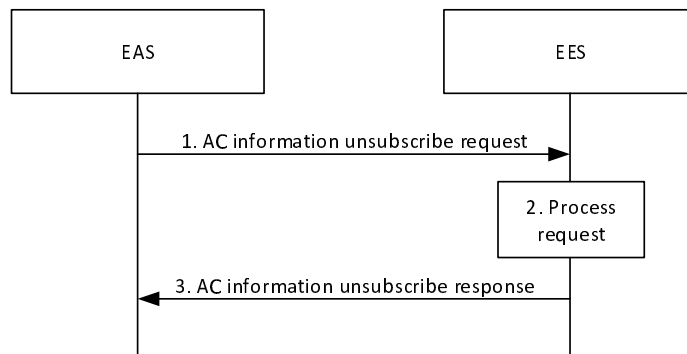 EAS
EES
1. AC information unsubscribe request
2. Process
request
3. AC information unsubscribe response